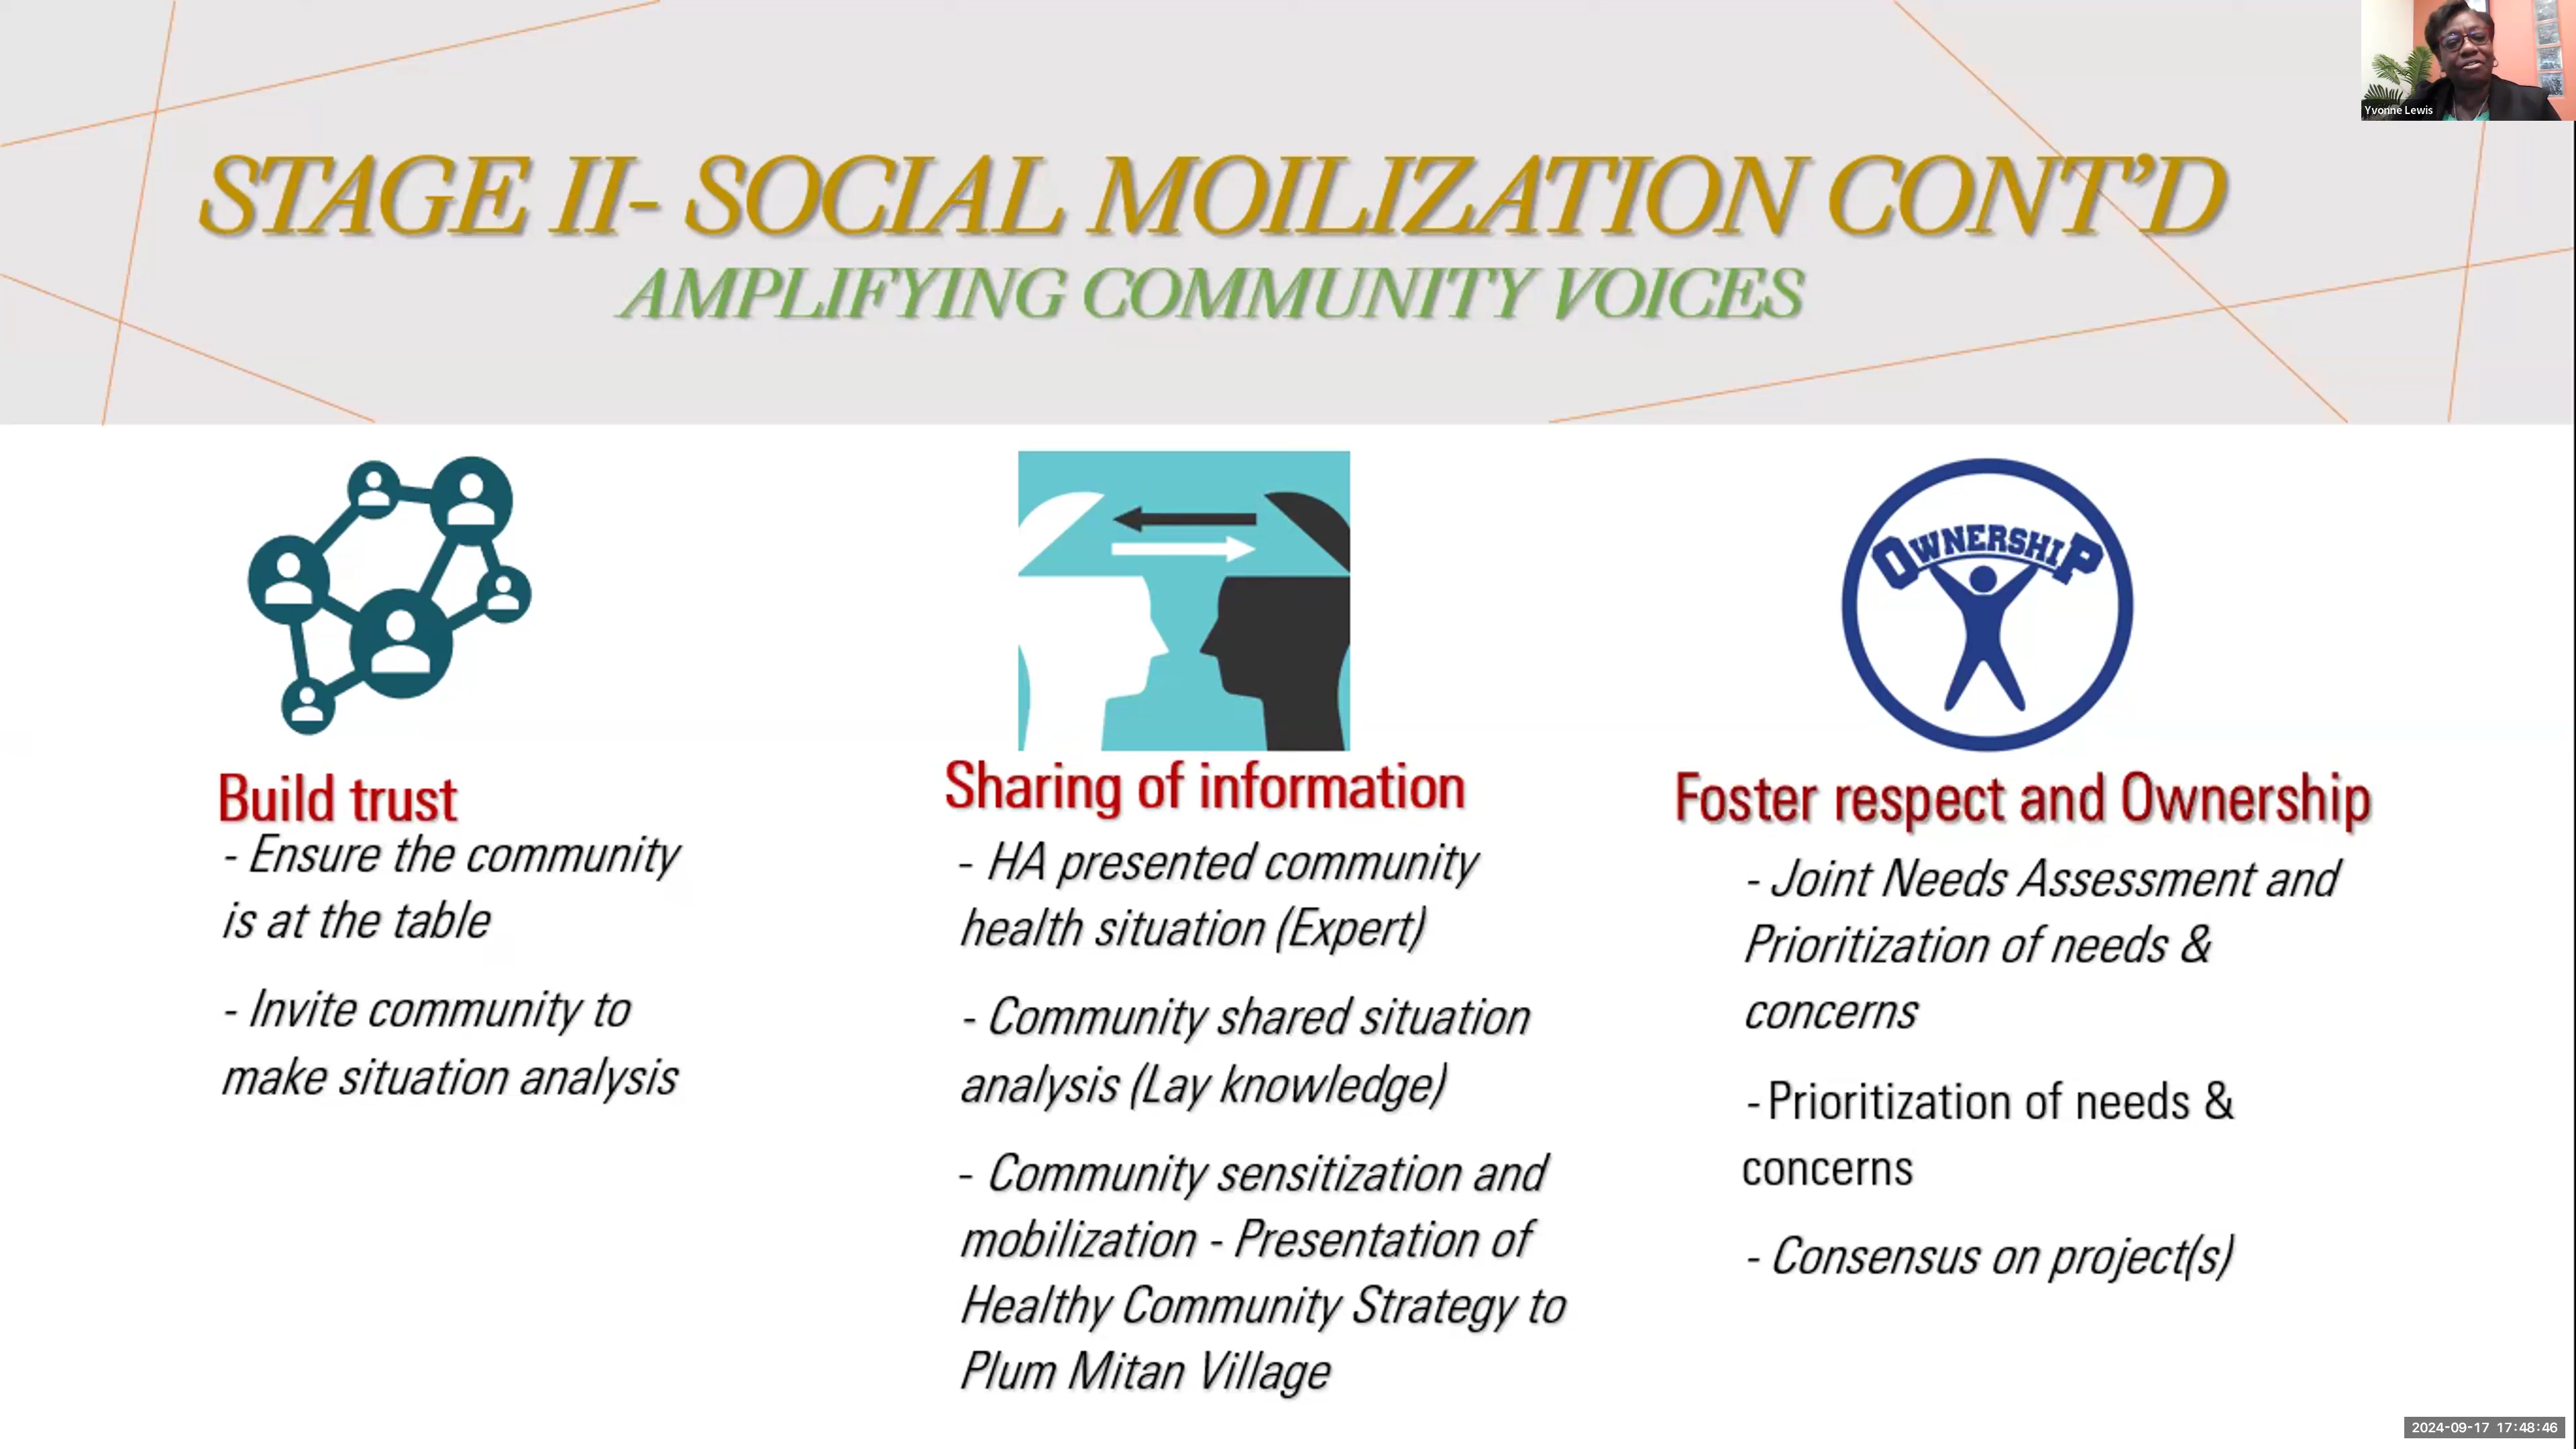 Yvonne Lewis
STAGE II- SOCIAL MOILIZATION CONT'D
AMPLIFYING COMMUNITY VOICES
Build trust
- Ensure the community
is at the table
- Invite community to
make situation analysis
Sharing of information
- HA presented community
health situation (Expert)
- Community shared situation
analysis (Lay knowledge)
- Community sensitization and
mobilization - Presentation of
Healthy Community Strategy to
Plum Mitan Village
OWNERSHIP
Foster respect and Ownership
- Joint Needs Assessment and
Prioritization of needs &
concerns
- Prioritization of needs &
concerns
- Consensus on project(s)
2024-09-17 17:48:46